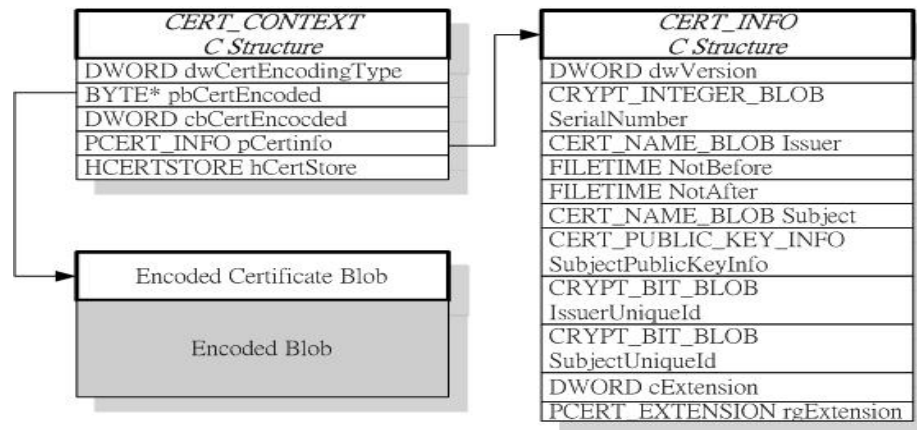 CERT_CONTEXT
C Structure
DWORD dwCertEncodingType
BYTE* pbCertEncoded
DWORD cbCertEncocded
PCERT_INFO pCertinfo
HCERTSTORE hCertStore
Encoded Certificate Blob
Encoded Blob
CERT_INFO
C Structure
DWORD dwVersion
CRYPT_INTEGER_BLOB
SerialNumber
CERT_NAME_BLOB Issuer
FILETIME NotBefore
FILETIME NotAfter
CERT_NAME_BLOB Subject
CERT_PUBLIC_KEY_INFO
SubjectPublicKeyInfo
CRYPT_BIT_BLOB
IssuerUniqueId
CRYPT_BIT_BLOB
SubjectUniqueId
DWORD cExtension
PCERT_EXTENSION rgExtension